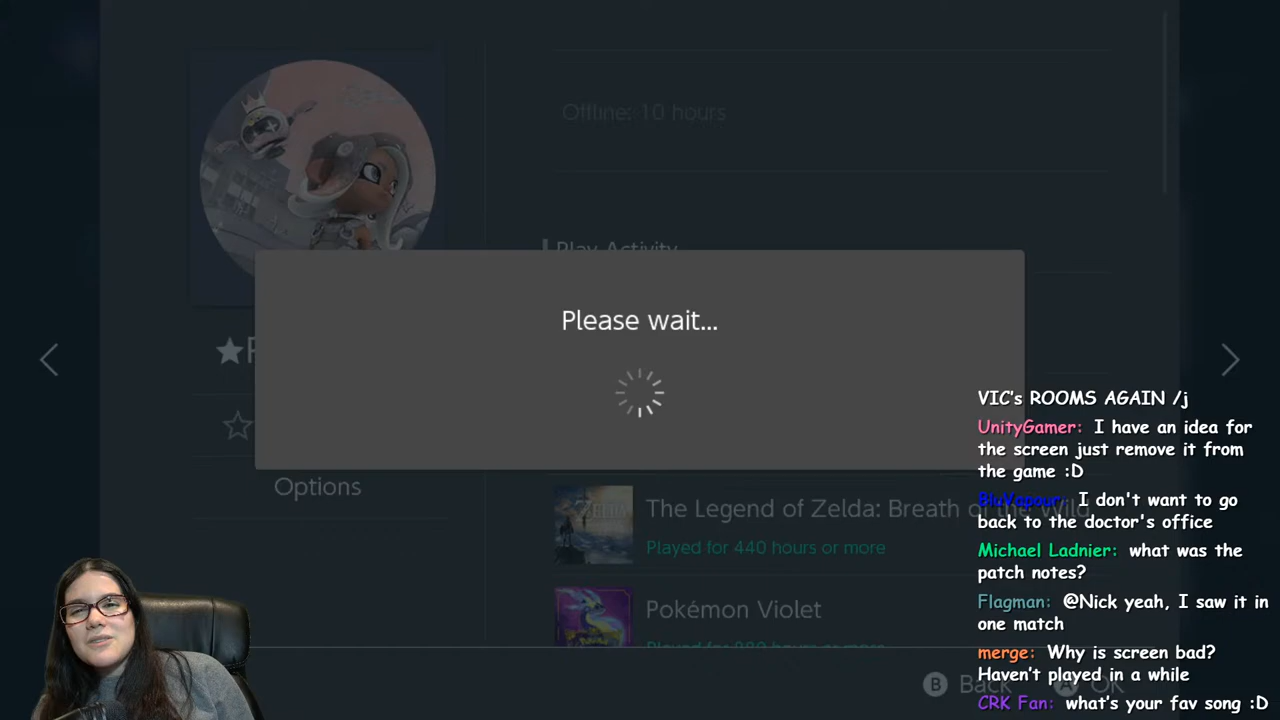 Offline: 10 hours
Play Activity
Please wait...
Options
The Legend of Zelda: Breath of the Wild
Played for 440 hours or more
Pokémon Violet
B Back A OK
VIC's ROOMS AGAIN /j
UnityGamer: I have an idea for
the screen just remove it from
the game :D
BluVapour: I don't want to go
back to the doctor's office
Michael Ladnier: what was the
patch notes?
Flagman: @Nick yeah, I saw it in
one match
merge: Why is screen bad?
Haven't played in a while
CRK Fan: what's your fav song :D